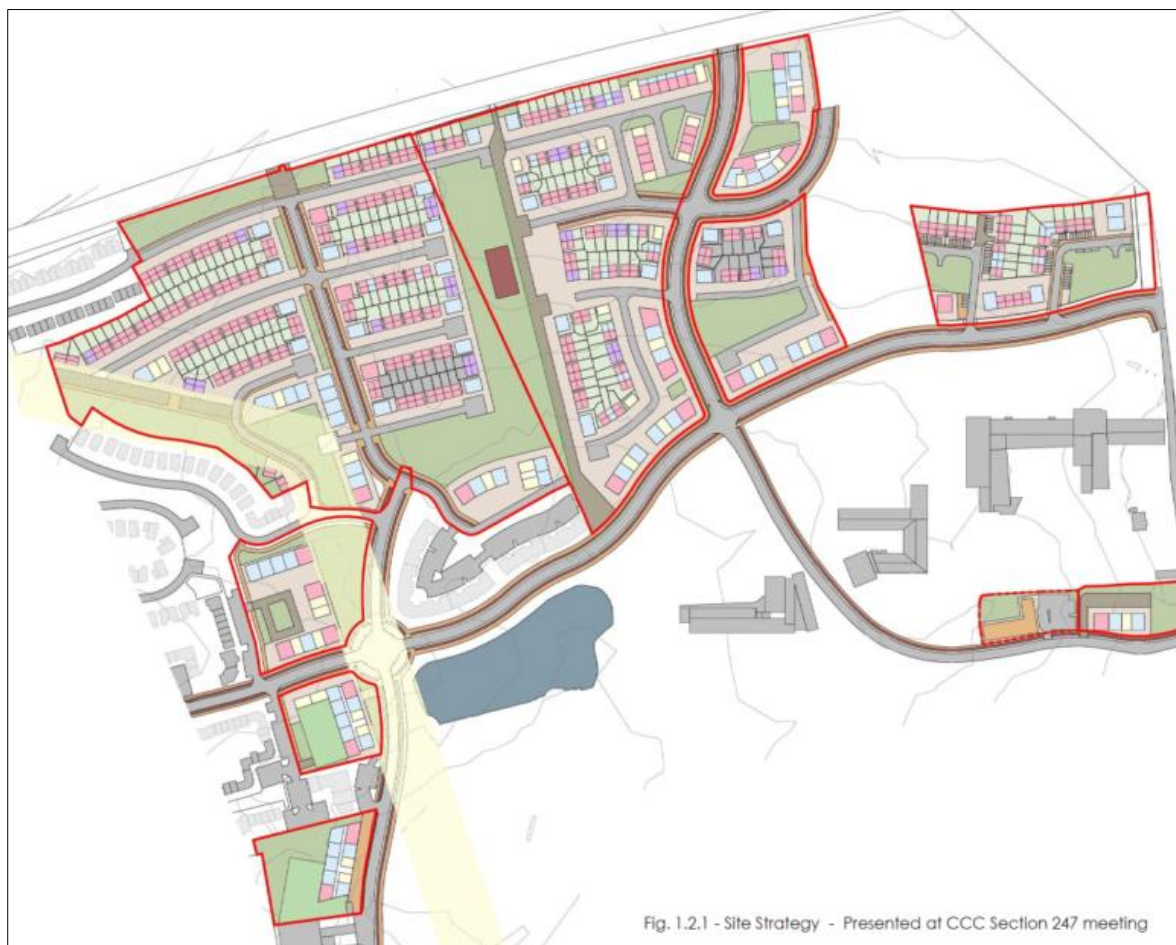 Fig. 1.2.1 - Site Strategy - Presented at CCC Section 247 meeting